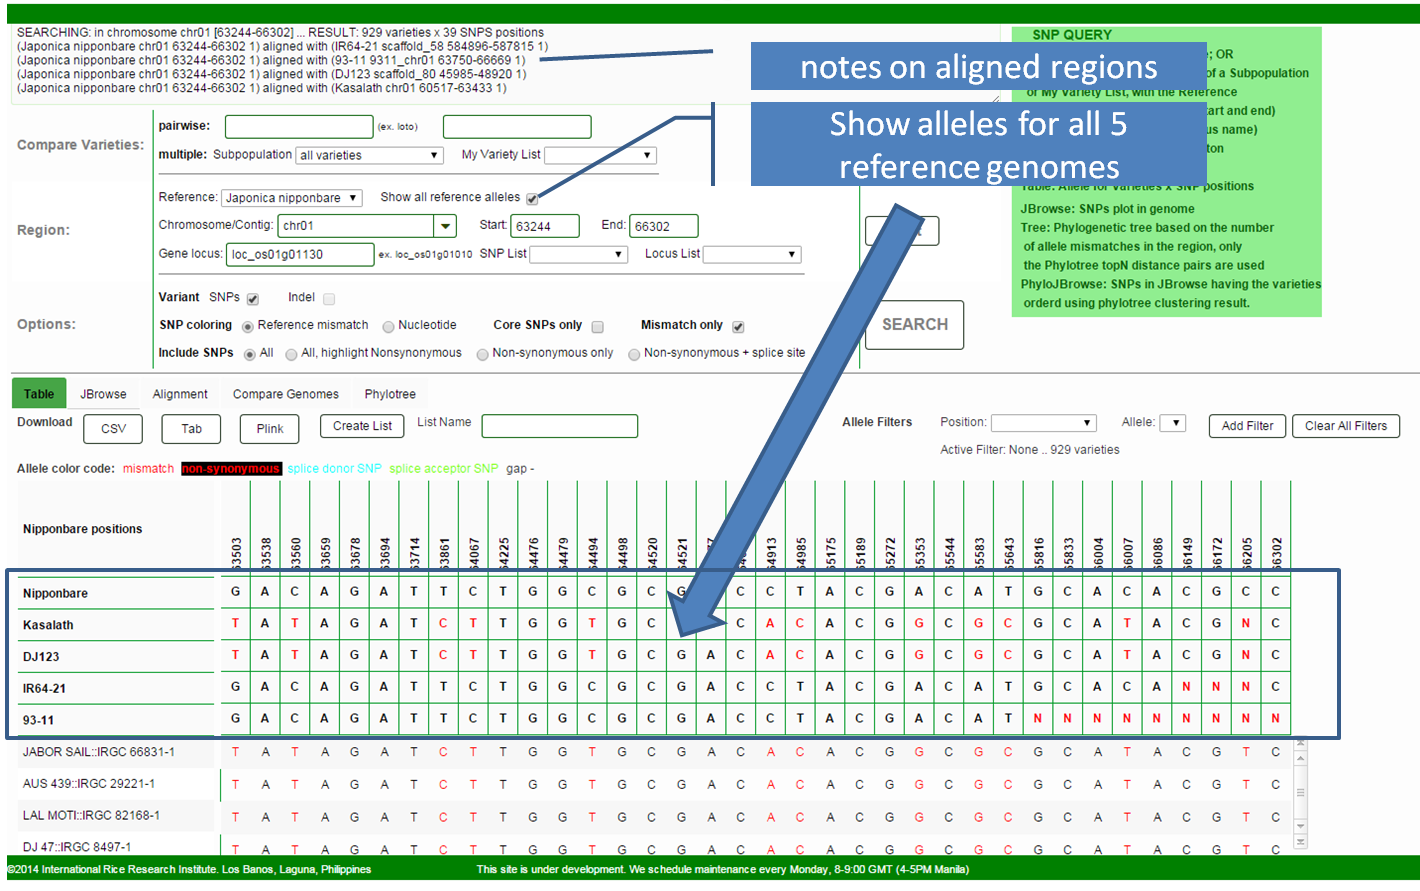 SEARCHING: in chromosome chr01 [63244-66302] ... RESULT: 929 varieties x 39 SNPS positions
(Japonica nipponbare chr01 63244-66302 1) aligned with (IR64-21 scaffold_58 584896-587815 1)
(Japonica nipponbare chr01 63244-66302 1) aligned with (93-11 9311_chr01 63750-66669 1)
(Japonica nipponbare chr01 63244-66302 1) aligned with (DJ123 scaffold_80 45985-48920 1)
(Japonica nipponbare chr01 63244-66302 1) aligned with (Kasalath chr01 60517-63433 1)
notes on aligned regions
Show alleles for all 5
reference genomes
SNP QUERY
; OR
of a Subpopulation
or My Variety List, with the Reference
art and end)
us name)
ton
Table: Allele for Varieties x SNP positions
JBrowse: SNPs plot in genome
Tree: Phylogenetic tree based on the number
of allele mismatches in the region, only
the Phylotree topN distance pairs are used
PhyloJBrowse: SNPs in JBrowse having the varieties
orderd using phylotree clustering result.
Compare Varieties:
pairwise: (ex. loto)
multiple: Subpopulation all varieties My Variety List
Region:
Reference: Japonica nipponbare Show all reference alleles
Chromosome/Contig: chr01 Start: 63244 End: 66302
Gene locus: loc_os01g01130 ex. loc_os01g01010 SNP List Locus List
Options:
Variant SNPs Indel
SNP coloring Reference mismatch Nucleotide Core SNPs only Mismatch only
Include SNPs All All, highlight Nonsynonymous Non-synonymous only Non-synonymous + splice site
SEARCH
Table JBrowse Alignment Compare Genomes Phylotree
Download CSV Tab Plink Create List List Name
Allele Filters Position: Allele: Add Filter Clear All Filters
Active Filter: None .. 929 varieties
Allele color code: mismatch non-synonymous splice donor SNP splice acceptor SNP gap -
Nipponbare positions 63503 63538 63560 63659 63678 63694 63714 63861 64067 64225 64476 64479 64494 64498 64520 64521 64913 64985 65175 65189 65272 65353 65544 65583 65643 65816 65833 66004 66007 66086 66149 66172 66205 66302
Nipponbare G A C A G A T T C T G G C G C G C C T A C G A C A T G C A C A C G C C
Kasalath T A T A G A T C T T G G T G C C A C A C G G C G C G C A T A C G N C
DJ123 T A T A G A T C T T G G T G C G A C A C A C G G C G C G C A T A C G N C
IR64-21 G A C A G A T T C T G G C G C G A C C T A C G A C A T G C A C A N N N C
93-11 G A C A G A T T C T G G C G C G A C C T A C G A C A T N N N N N N N N N
JABOR SAIL::IRGC 66831-1 T A T A G A T C T T G G T G C G A C A C A C G G C G C G C A T A C G T C
AUS 439::IRGC 29221-1 T A T A G A T C T T G G T G C G A C A C A C G G C G C G C A T A C G T C
LAL MOTI::IRGC 82168-1 T A T A G A T C T T G G T G C G A C A C A C G G C G C G C A T A C G T C
DJ 47::IRGC 8497-1 T A T A G A T C T T G G T G C G A C A C A C G G C G C G C A T A C G T C
©2014 International Rice Research Institute. Los Banos, Laguna, Philippines
This site is under development. We schedule maintenance every Monday, 8-9:00 GMT (4-5PM Manila)